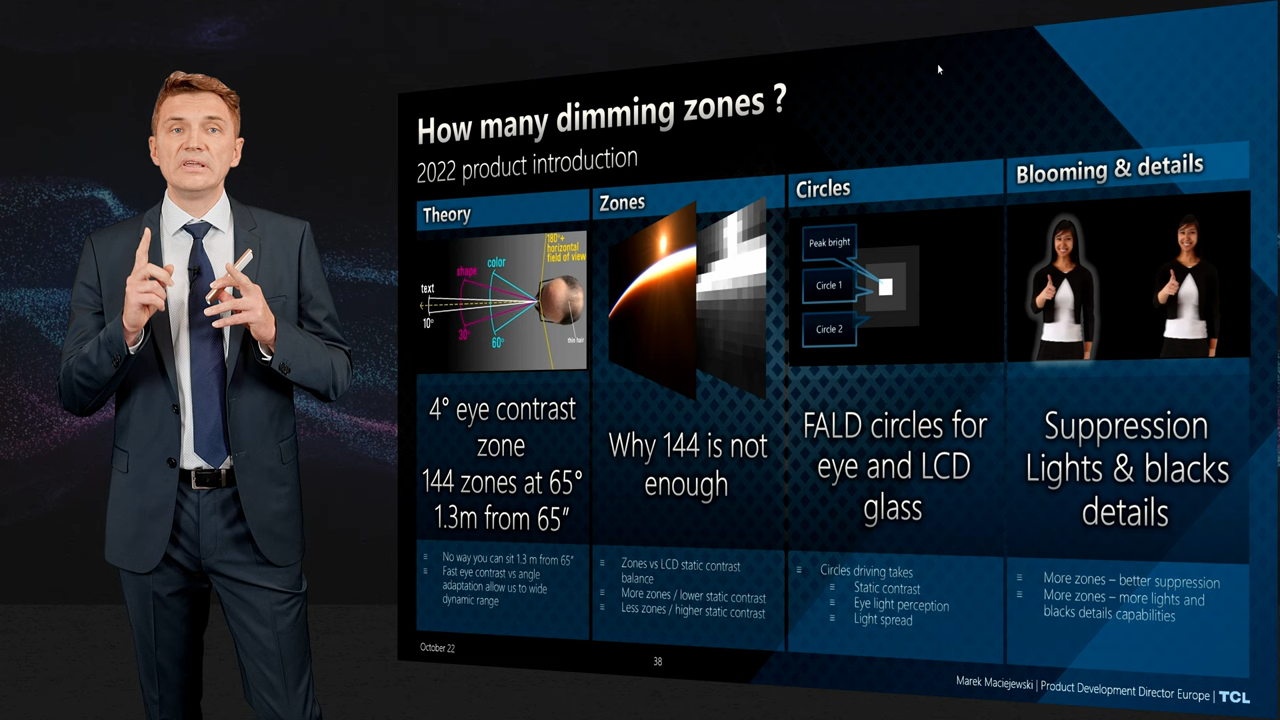 How many dimming zones ?
2022 product introduction
Theory
180°+
horizontal
field of view
color
shape
text
10°
30°
60°
thin hair
4° eye contrast
zone
144 zones at 65°
1.3m from 65"
≡ No way you can sit 1.3 m from 65"
≡ Fast eye contrast vs angle
adaptation allow us to wide
dynamic range
Zones
Why 144 is not
enough
≡ Zones vs LCD static contrast
balance
≡ More zones / lower static contrast
≡ Less zones / higher static contrast
Circles
Peak bright
Circle 1
Circle 2
FALD circles for
eye and LCD
glass
≡ Circles driving takes
≡ Static contrast
≡ Eye light perception
≡ Light spread
Blooming & details
Suppression
Lights & blacks
details
≡ More zones – better suppression
≡ More zones – more lights and
blacks details capabilities
October 22
38
Marek Maciejewski | Product Development Director Europe | TCL